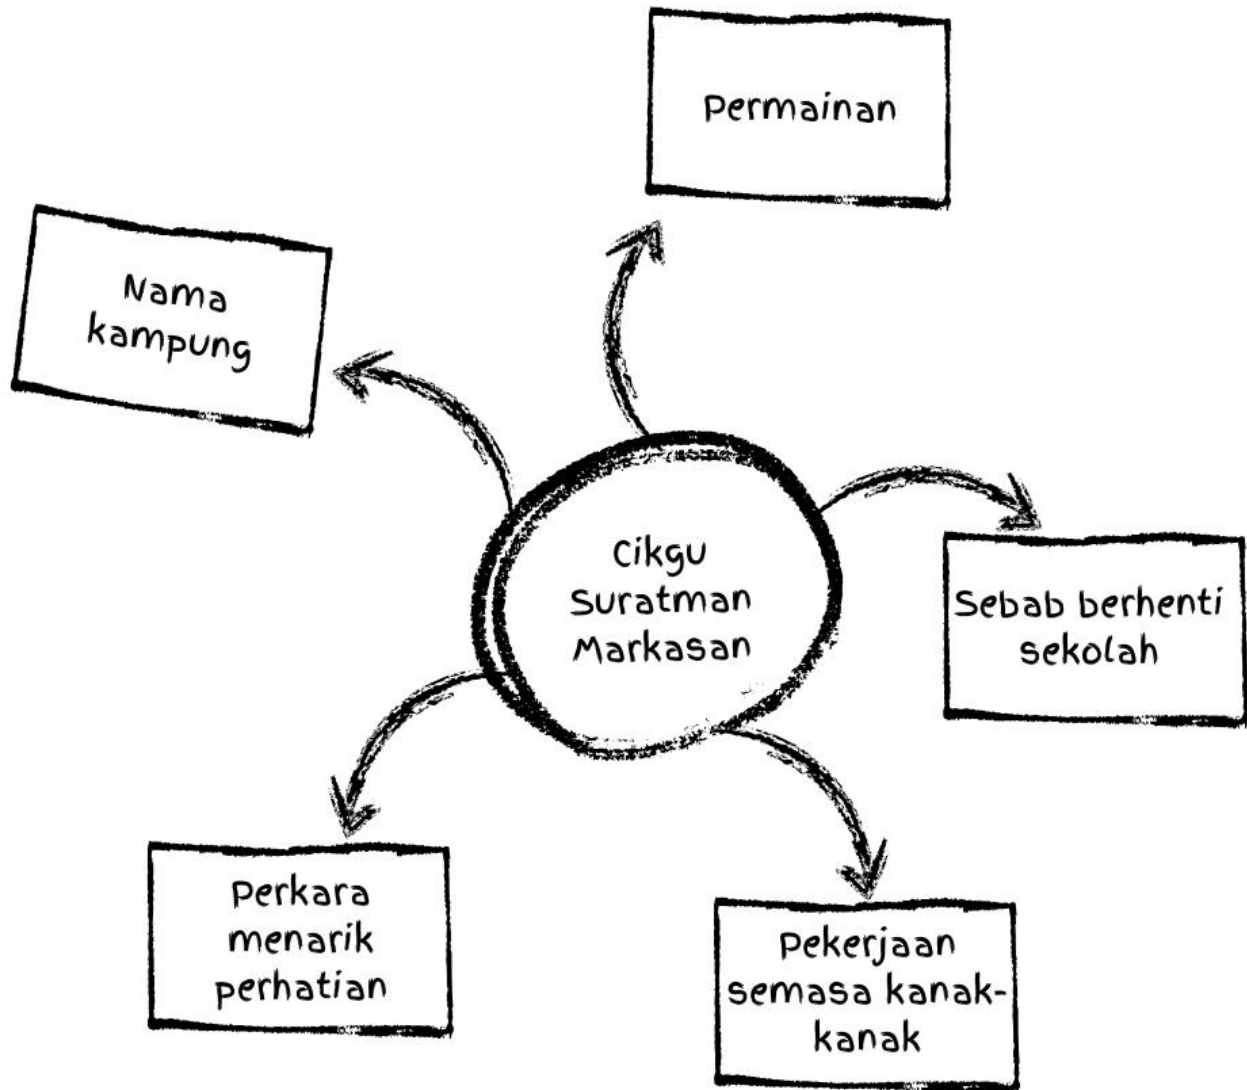 Permainan
Nama
kampung
Cikgu
Suratman
Markasan
Sebab berhenti
sekolah
Perkara
menarik
perhatian
Pekerjaan
semasa kanak-
kanak